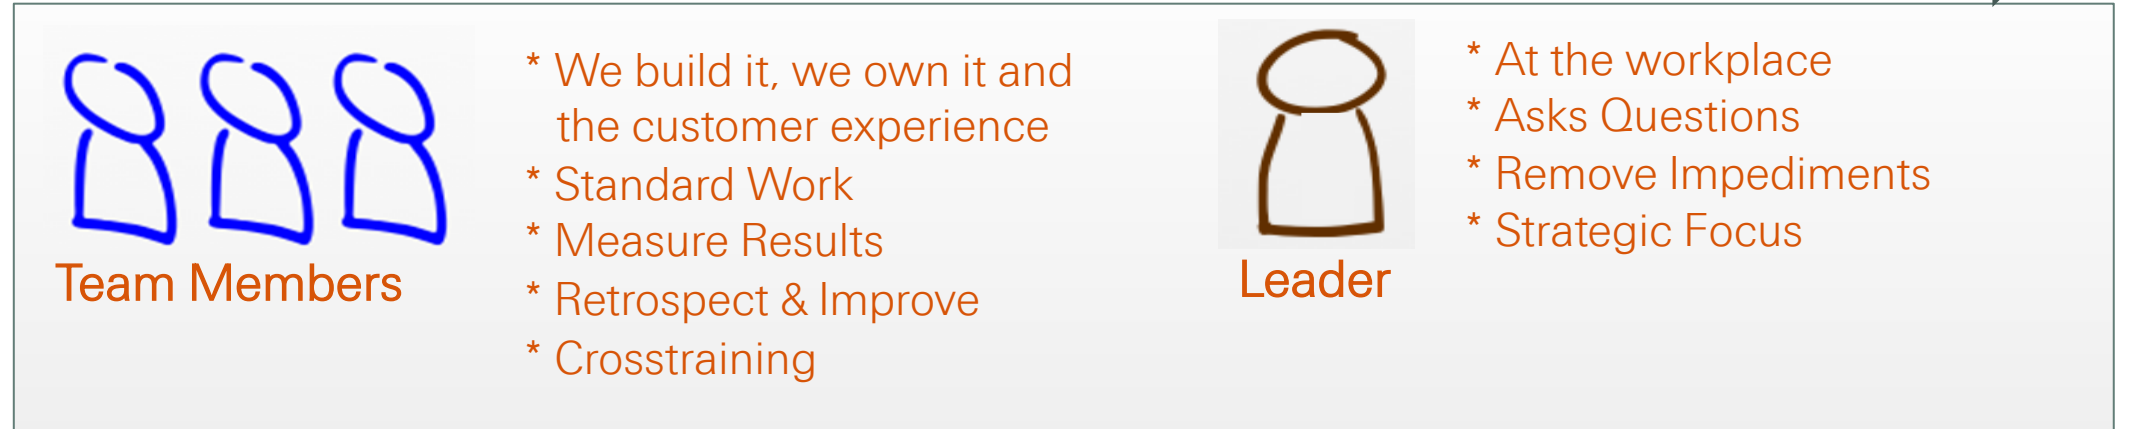 * We build it, we own it and
the customer experience
* Standard Work
* Measure Results
* Retrospect & Improve
* Crosstraining
Team Members
* At the workplace
* Asks Questions
* Remove Impediments
* Strategic Focus
Leader